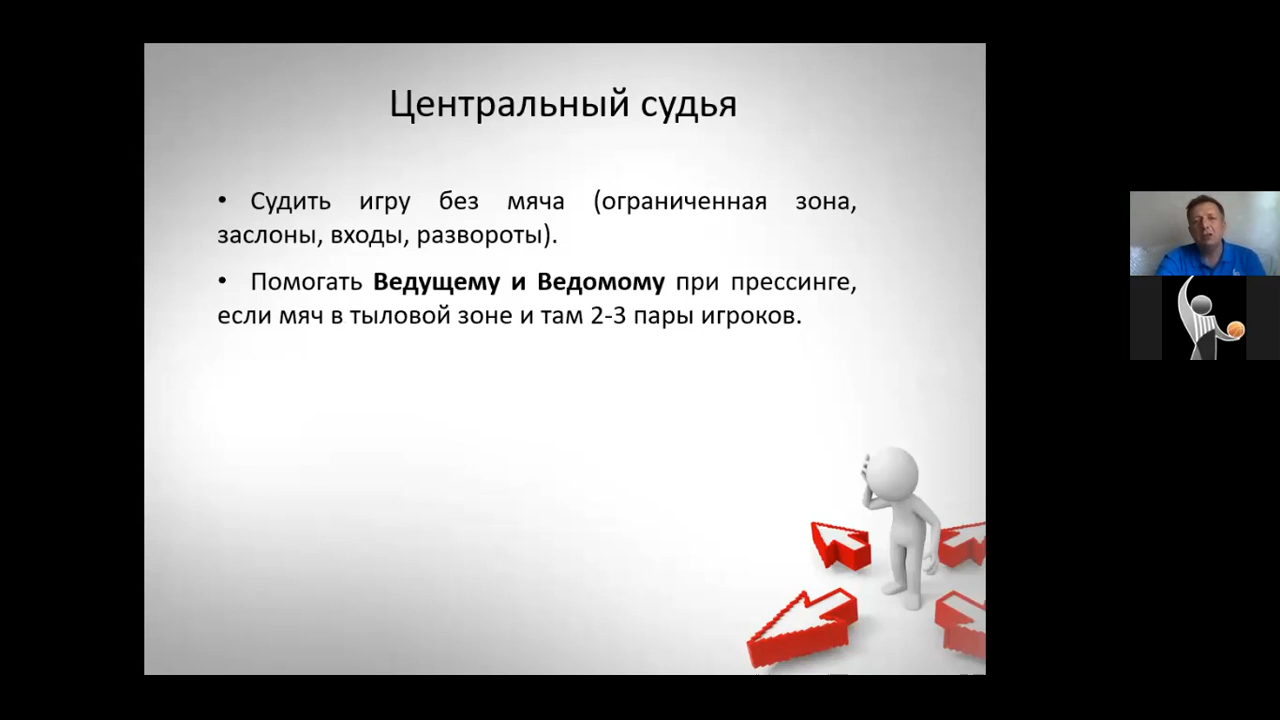 Центральный судья
• Судить игру без мяча (ограниченная зона,
заслоны, входы, развороты).
• Помогать Ведущему и Ведомому при прессинге,
если мяч в тыловой зоне и там 2-3 пары игроков.